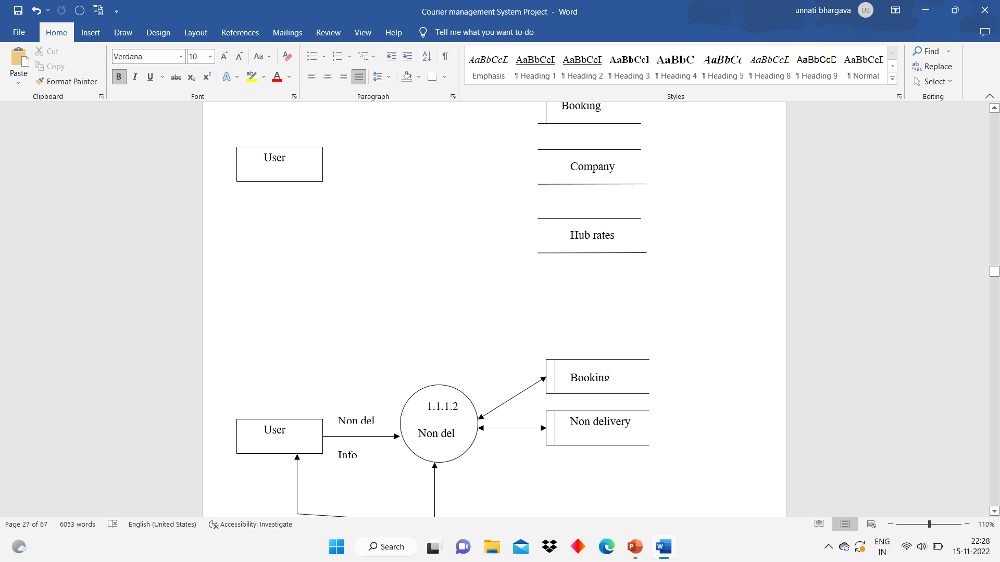 Courier management System Project - Word
unnati bhargava
UB
File
Home
Insert
Draw
Design
Layout
References
Mailings
Review
View
Help
Tell me what you want to do
Paste
Cut
Copy
Format Painter
Clipboard
Verdana
10
Aa
B I U abc x₂ x² A ab A
Font
Paragraph
AaBbCcL
Emphasis
AaBbCcI
¶ Heading 1
AaBbCcI
¶ Heading 2
AaBbCcI
¶ Heading 3
AaBbC
¶ Heading 4
AaBbCc
¶ Heading 5
AaBbCcL
¶ Heading 8
AaBbCcD
¶ Heading 9
AaBbCcI
¶ Normal
Styles
Find
Replace
Select
Editing
Booking
User
Company
Hub rates
Booking
1.1.1.2
Non del
Non delivery
User
Non del
Info
Page 27 of 67
6053 words
English (United States)
Accessibility: Investigate
110%
Search
ENG
IN
22:28
15-11-2022